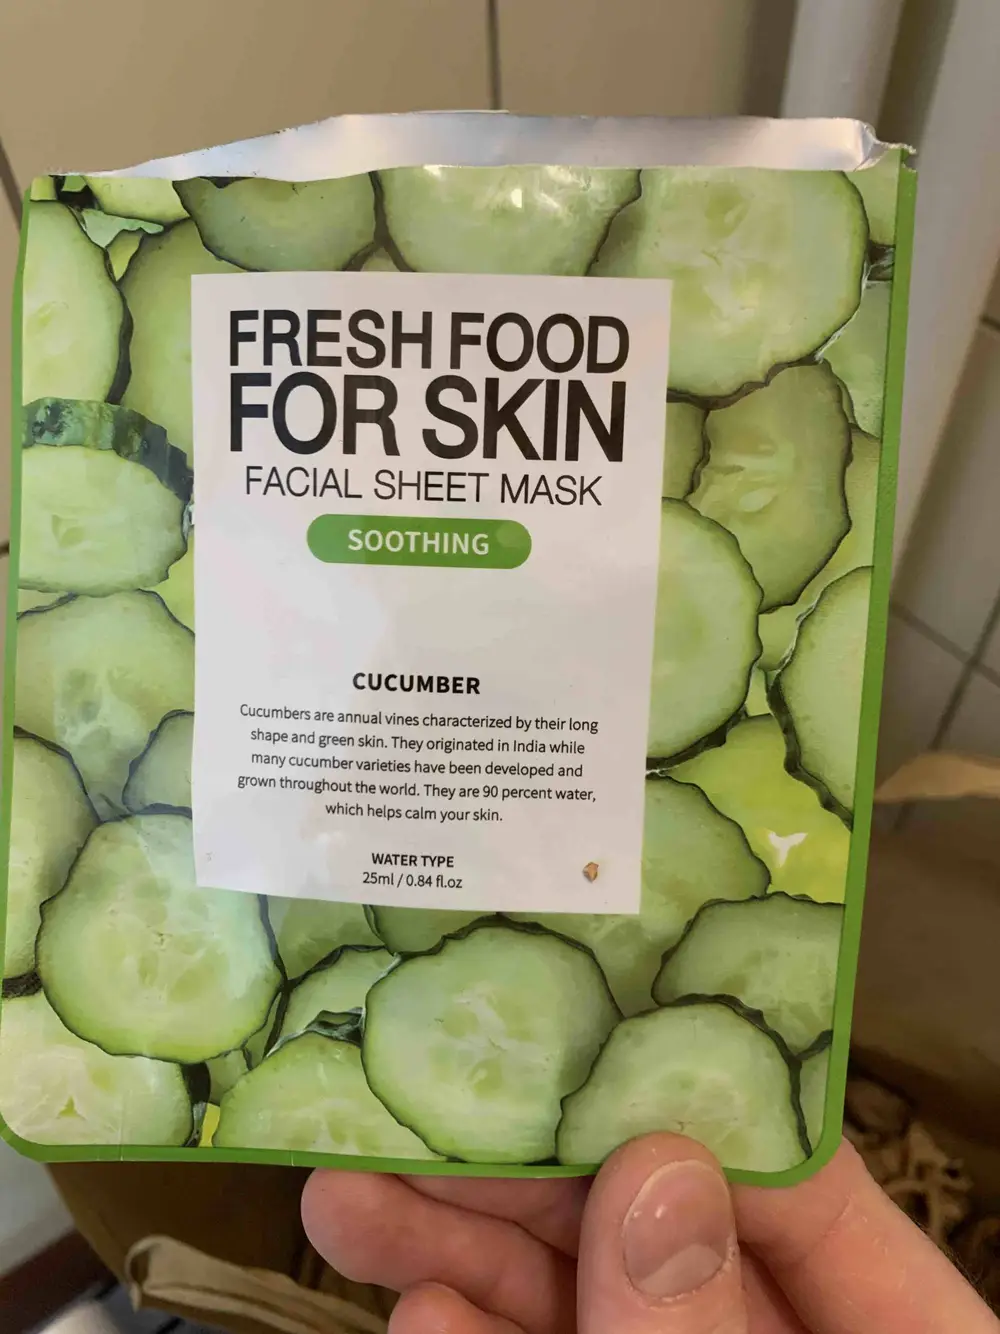 FRESH FOOD
FOR SKIN
FACIAL SHEET MASK
SOOTHING
CUCUMBER
Cucumbers are annual vines characterized by their long
shape and green skin. They originated in India while
many cucumber varieties have been developed and
grown throughout the world. They are 90 percent water,
which helps calm your skin.
WATER TYPE
25ml / 0.84 fl.oz